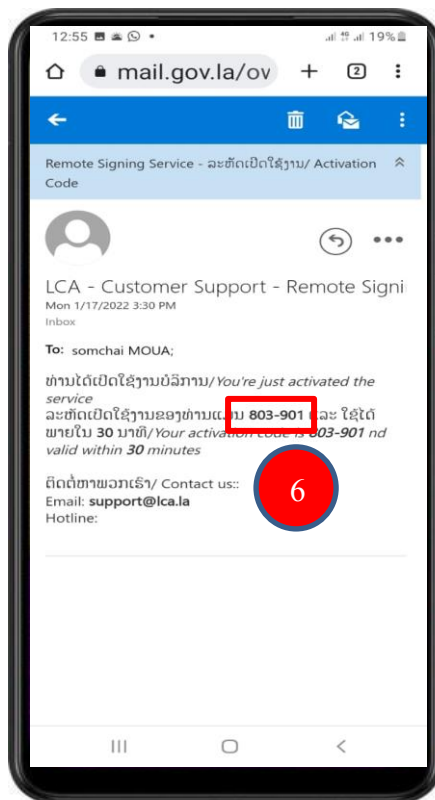 12:55
19%
mail.gov.la/ov
2
Remote Signing Service - ລະຫັດເປີດໃຊ້ງານ/ Activation
Code
LCA - Customer Support - Remote Signi
Mon 1/17/2022 3:30 PM
Inbox
To: somchai MOUA;
ທ່ານໄດ້ເປີດໃຊ້ງານບໍລິການ/You're just activated the
service
ລະຫັດເປີດໃຊ້ງານຂອງທ່ານແມ່ນ 803-901 ແລະ ໃຊ້ໄດ້
ພາຍໃນ 30 ນາທີ/Your activation code is 803-901 nd
valid within 30 minutes
ຕິດຕໍ່ຫາພວກເຮົາ/ Contact us::
Email: support@lca.la
Hotline:
6